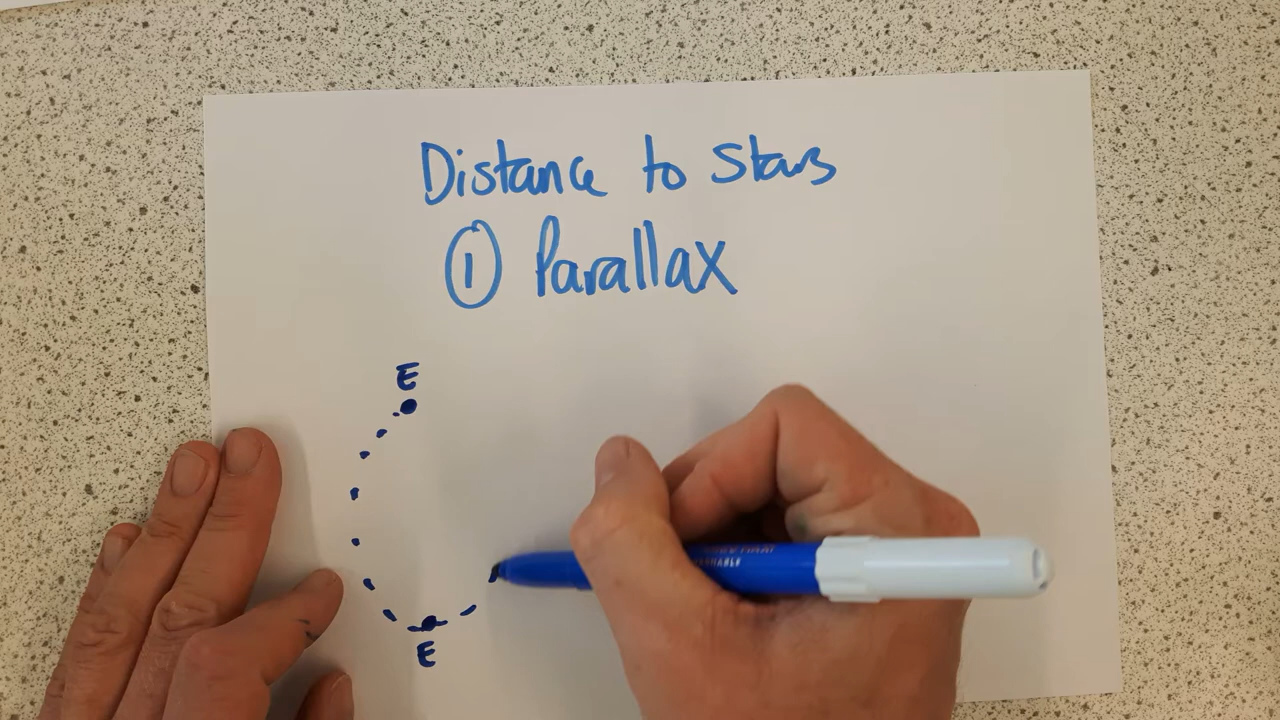 Distance to Stars
① Parallax
E
E